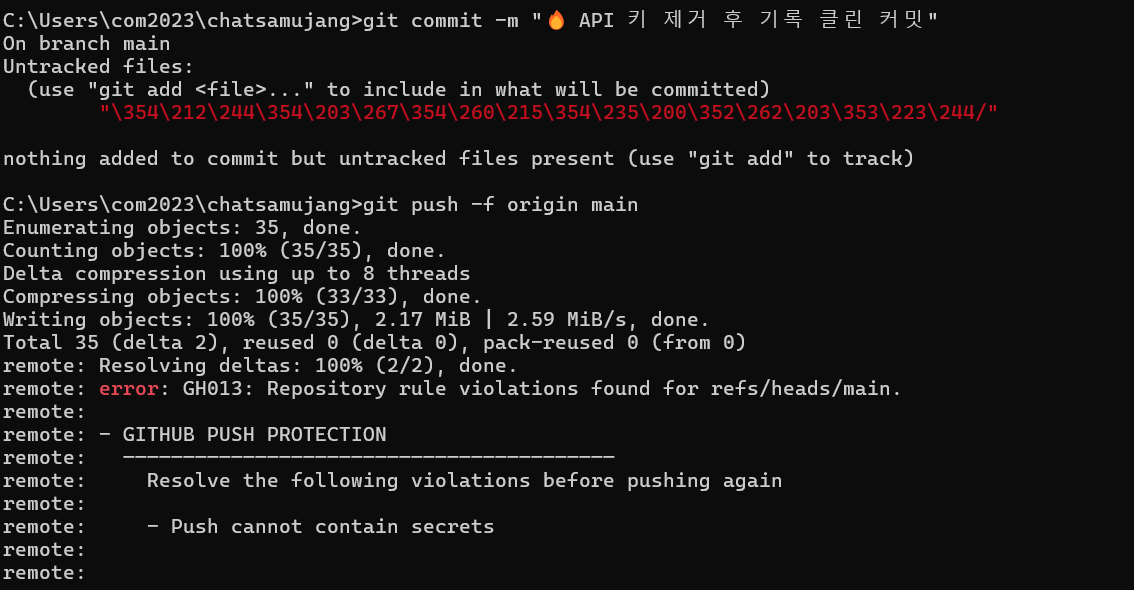 C:\Users\com2023\chatsamujang>git commit -m "🔥 API 키 제거 후 기록 클린 커밋"
On branch main
Untracked files:
  (use "git add <file>..." to include in what will be committed)
        "\354\212\244\354\203\267\354\260\215\354\235\200\352\262\203\353\223\244/"

nothing added to commit but untracked files present (use "git add" to track)

C:\Users\com2023\chatsamujang>git push -f origin main
Enumerating objects: 35, done.
Counting objects: 100% (35/35), done.
Delta compression using up to 8 threads
Compressing objects: 100% (33/33), done.
Writing objects: 100% (35/35), 2.17 MiB | 2.59 MiB/s, done.
Total 35 (delta 2), reused 0 (delta 0), pack-reused 0 (from 0)
remote: Resolving deltas: 100% (2/2), done.
remote: error: GH013: Repository rule violations found for refs/heads/main.
remote:
remote: - GITHUB PUSH PROTECTION
remote:   —————————————————————————————————————————
remote:     Resolve the following violations before pushing again
remote:
remote:     - Push cannot contain secrets
remote:
remote: